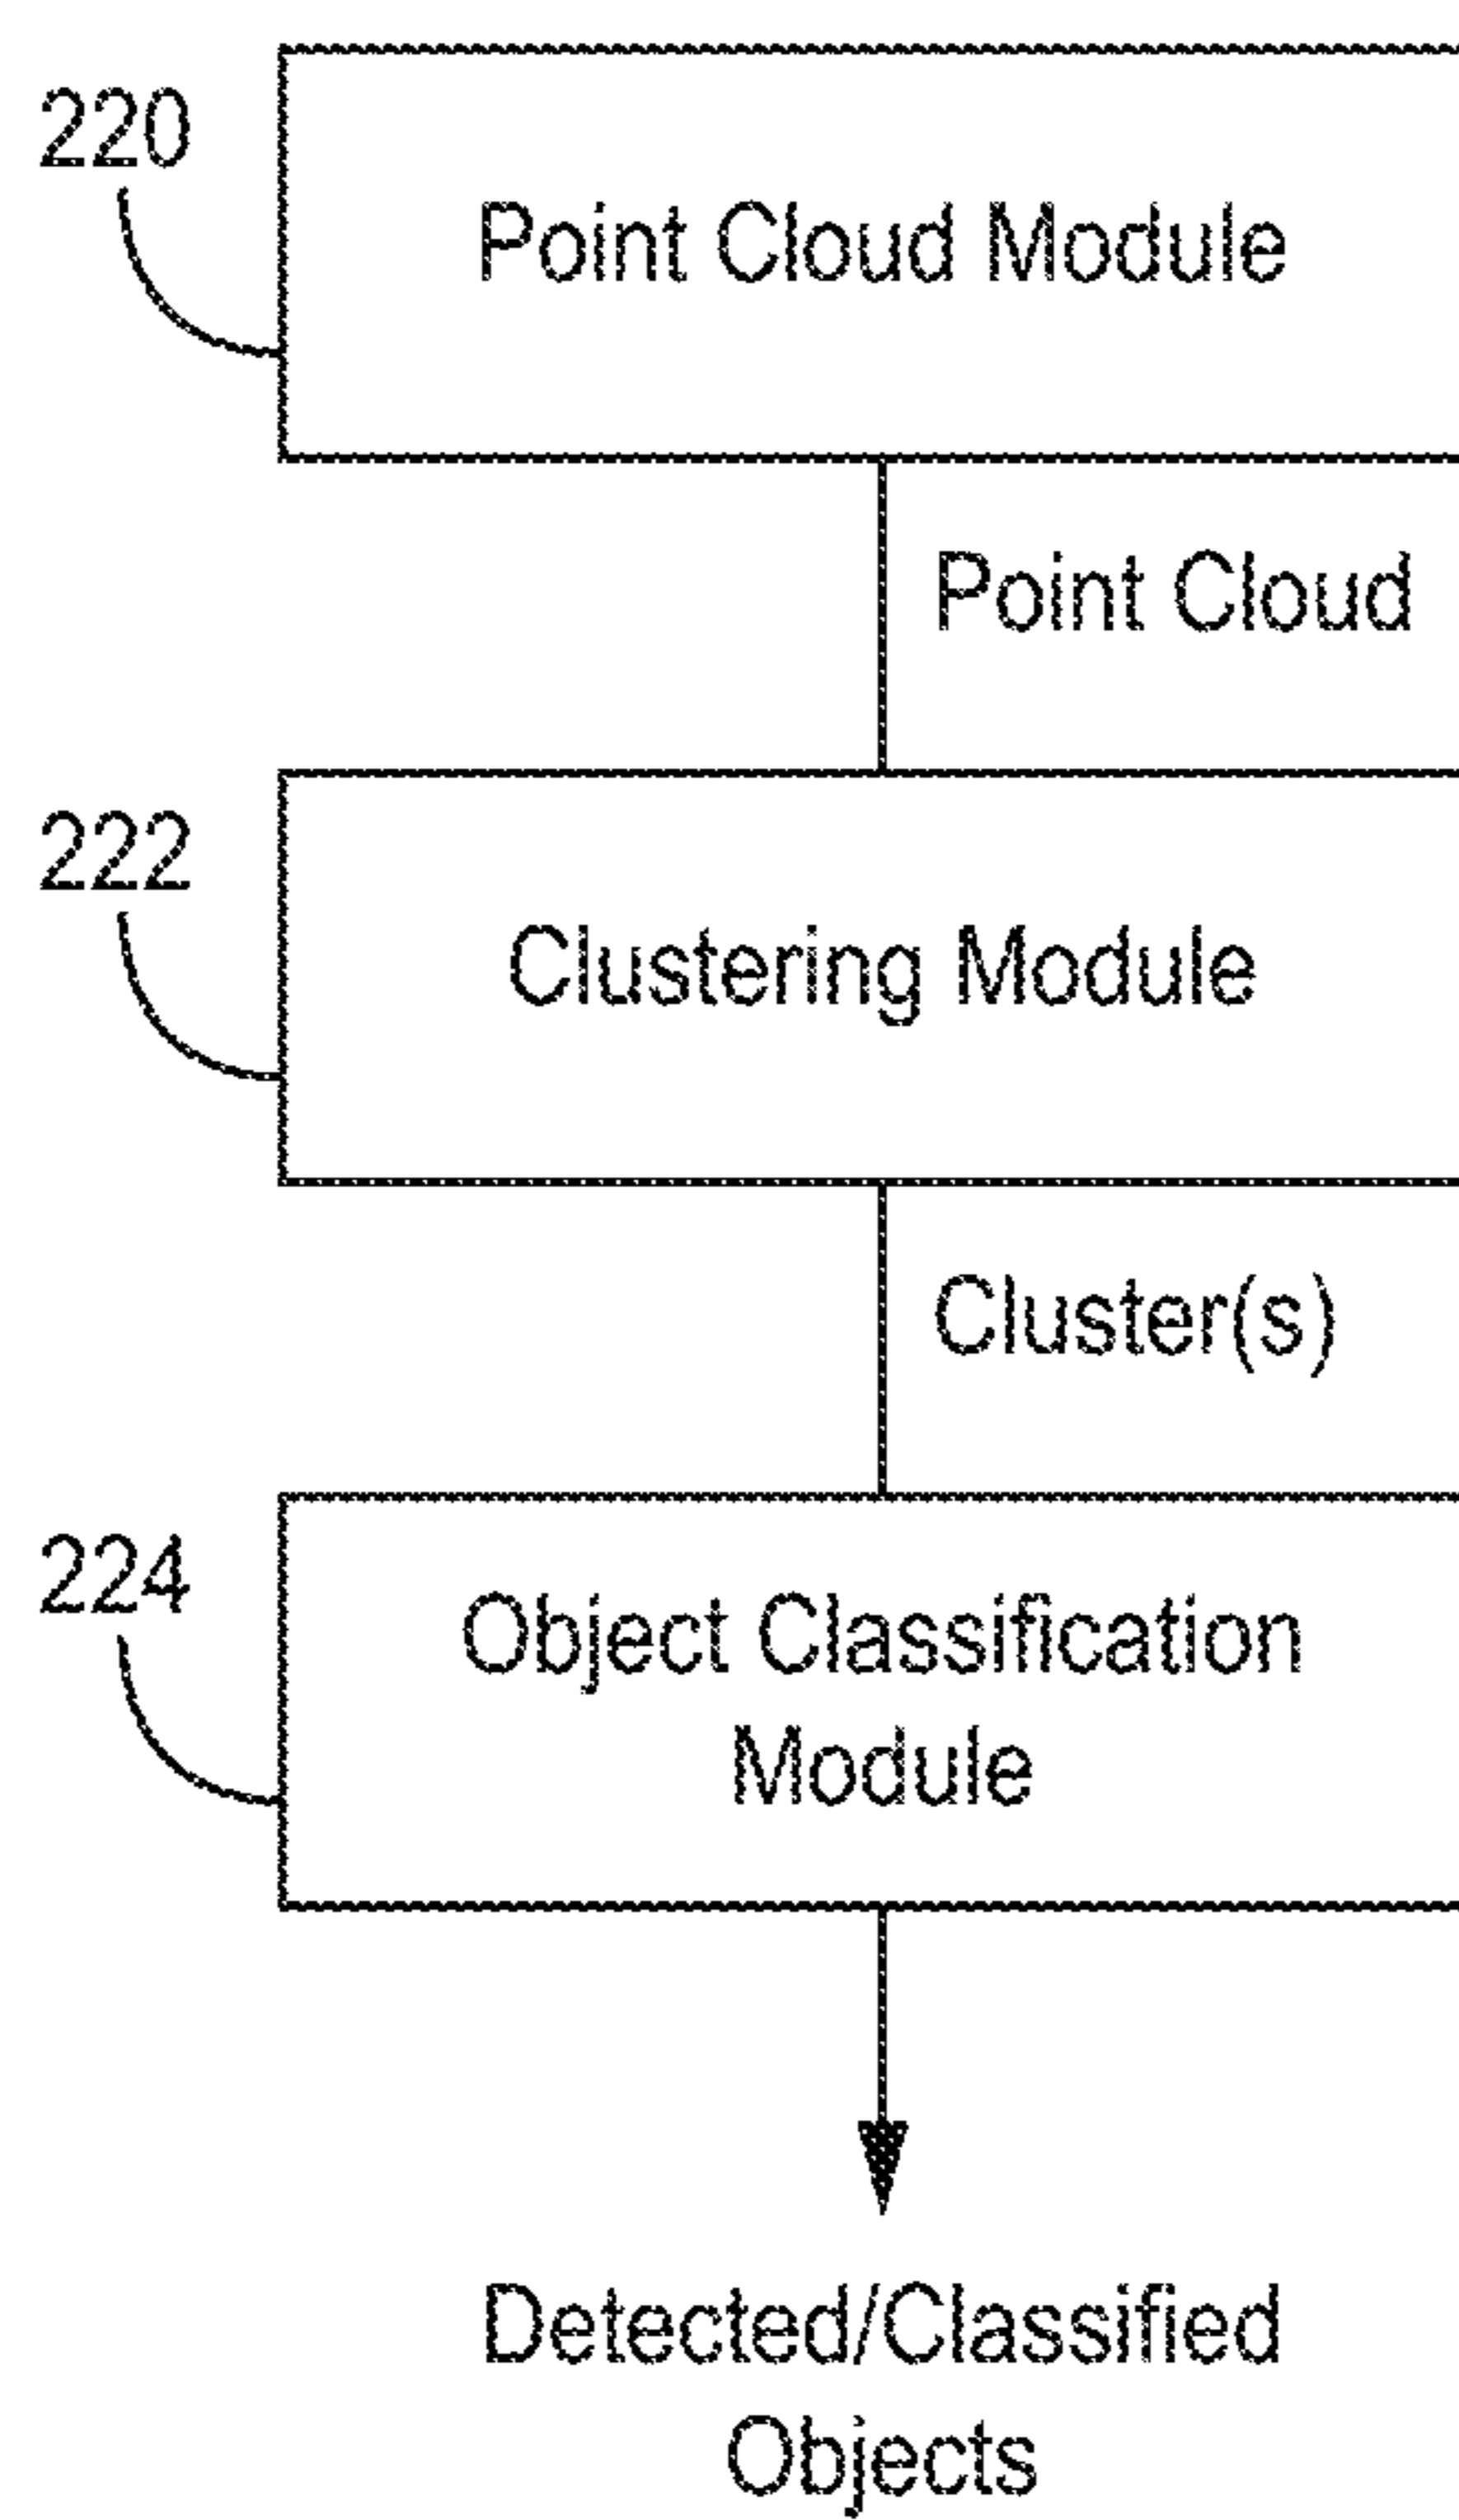 220
Point Cloud Module
Point Cloud
222
Clustering Module
Cluster(s)
224
Object Classification
Module
Detected/Classified
Objects